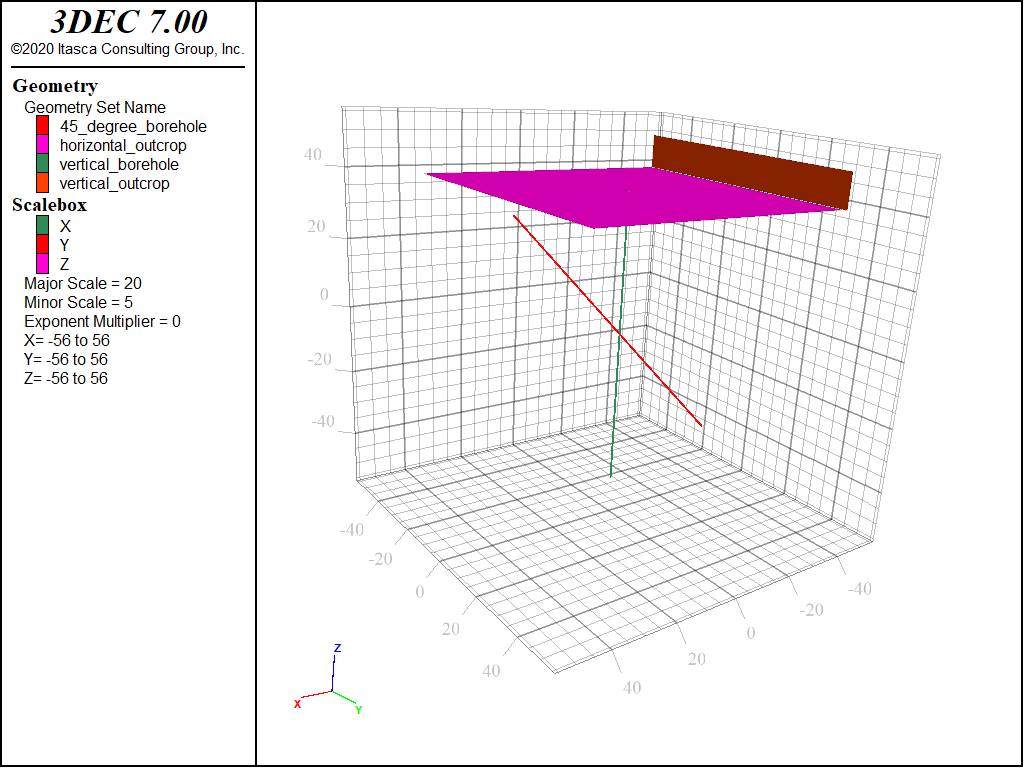 3DEC 7.00
©2020 Itasca Consulting Group, Inc.
Geometry
Geometry Set Name
45_degree_borehole
horizontal_outcrop
vertical_borehole
vertical_outcrop
Scalebox
X
Y
Z
Major Scale = 20
Minor Scale = 5
Exponent Multiplier = 0
X= -56 to 56
Y= -56 to 56
Z= -56 to 56
40
20
0
-20
-40
-40
-20
0
20
40
40
20
0
-20
-40
Z
X
Y